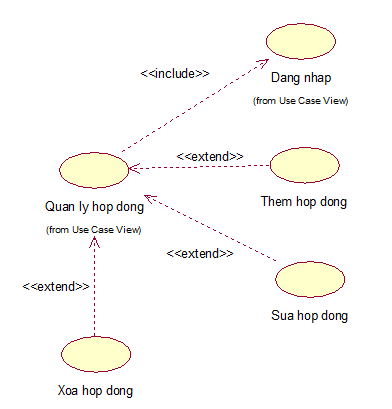 <<include>>
Dang nhap
(from Use Case View)
<<extend>>
Them hop dong
Quan ly hop dong
(from Use Case View)
<<extend>>
<<extend>>
Sua hop dong
Xoa hop dong